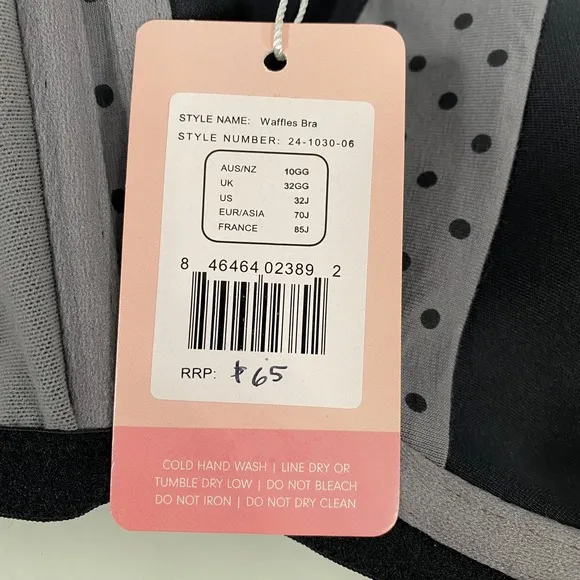 STYLE NAME: Waffles Bra
STYLE NUMBER: 24-1030-06
AUS/NZ 10GG
UK 32GG
US 32J
EUR/ASIA 70J
FRANCE 85J
8 46464 02389 2
RRP: $65
COLD HAND WASH | LINE DRY OR
TUMBLE DRY LOW | DO NOT BLEACH
DO NOT IRON | DO NOT DRY CLEAN